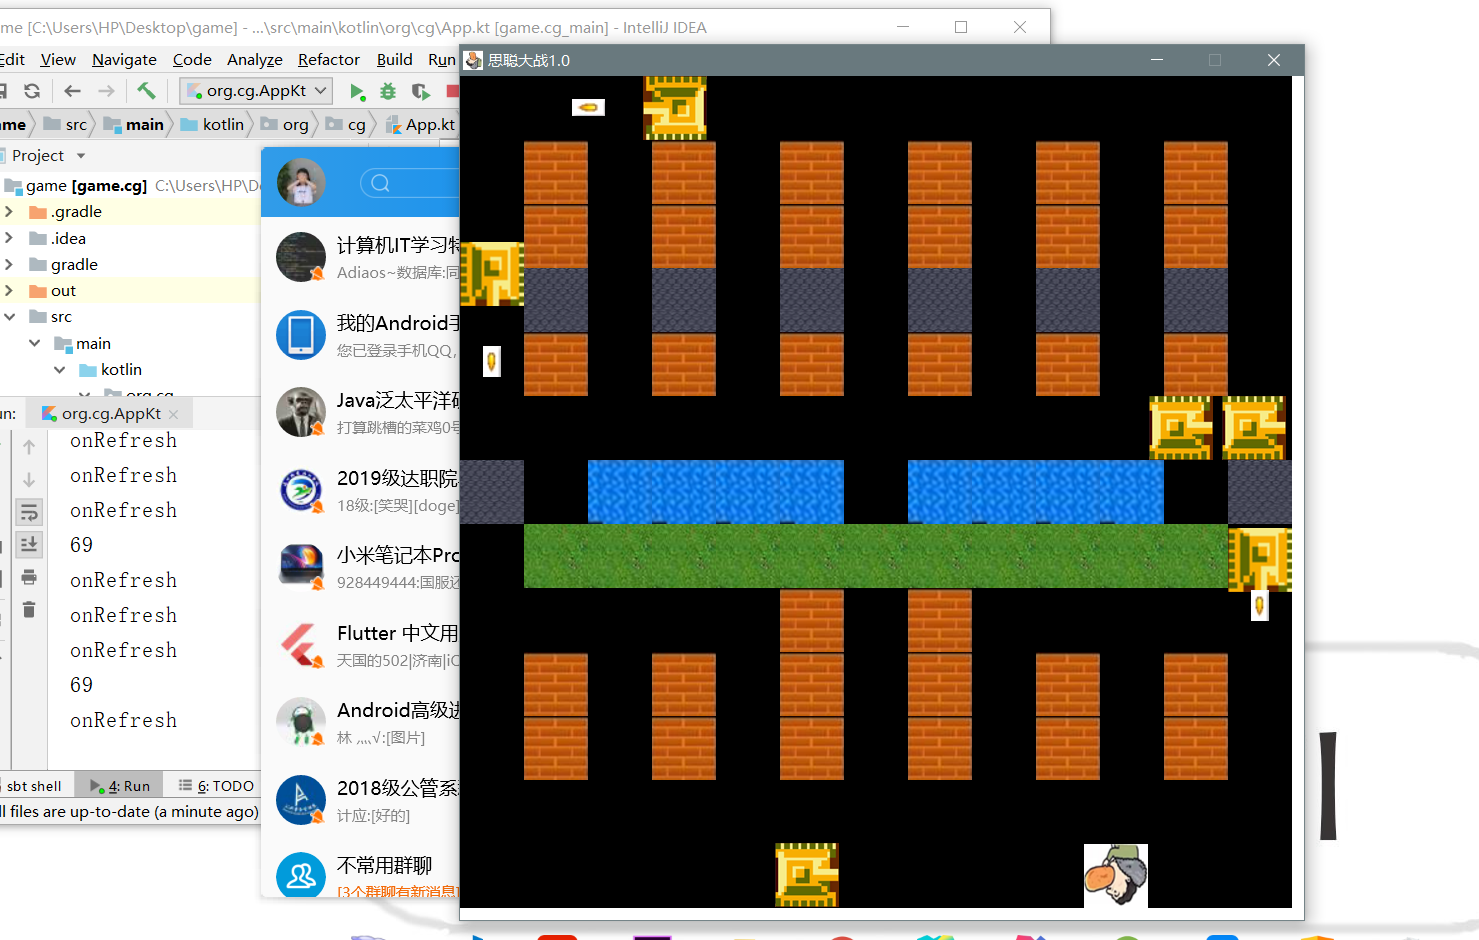 me [C:\Users\HP\Desktop\game] - ...\src\main\kotlin\org\cg\App.kt [game.cg_main] - IntelliJ IDEA
Edit View Navigate Code Analyze Refactor Build Run
org.cg.AppKt
me src main kotlin org cg App.kt
Project
game [game.cg] C:\Users\HP\De
.gradle
.idea
gradle
out
src
main
kotlin
org.cg
un: org.cg.AppKt
onRefresh
onRefresh
onRefresh
69
onRefresh
onRefresh
onRefresh
69
onRefresh
sbt shell 4: Run 6: TODO
ll files are up-to-date (a minute ago)
计算机IT学习
Adiaos~数据库:同
我的Android手
您已登录手机QQ,
Java泛太平洋
打算跳槽的菜鸡0号
2019级达职院
18级:[笑哭][doge]
小米笔记本Pro
928449444:国服还
Flutter 中文用
天国的502|济南|iO
Android高级进
林 灬√:[图片]
2018级公管系
计应:[好的]
不常用群聊
[3个群聊有新消息]
思聪大战1.0